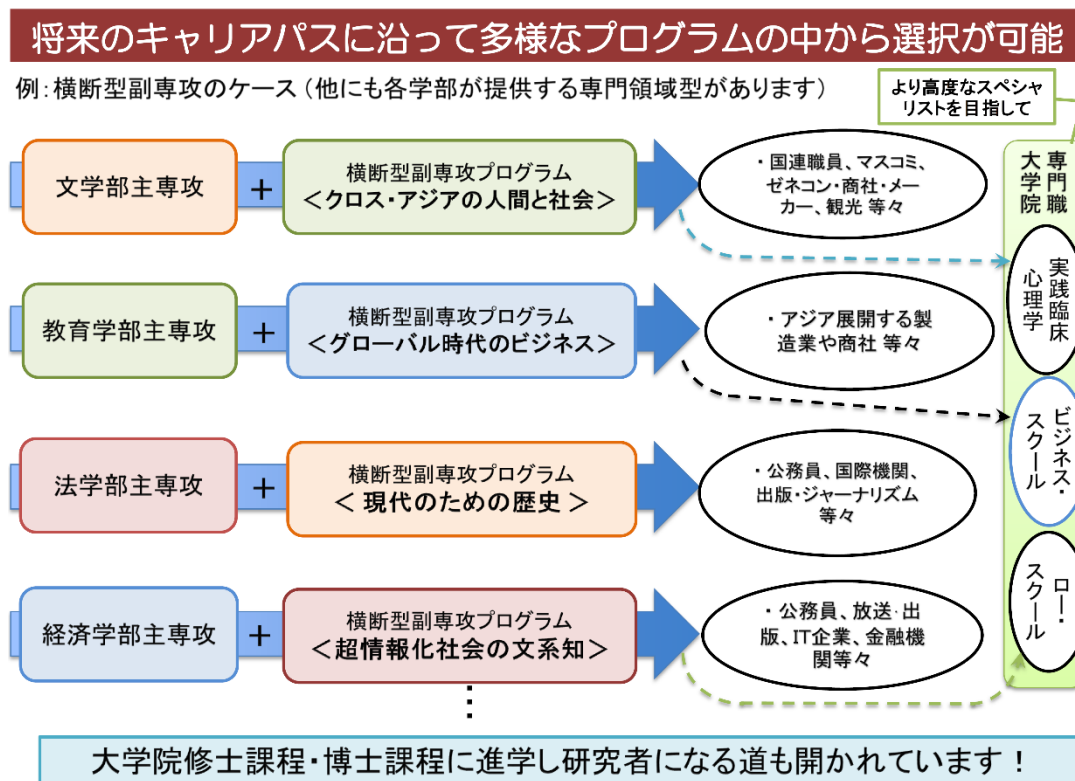 将来のキャリアパスに沿って多様なプログラムの中から選択が可能
例：横断型副専攻のケース（他にも各学部が提供する専門領域型があります）
より高度なスペシャ
リストを目指して
専門職
大学院
文学部主専攻
+
横断型副専攻プログラム
＜クロス・アジアの人間と社会＞
・国連職員、マスコミ、
ゼネコン・商社・メー
カー、観光 等々
実践臨床
心理学
教育学部主専攻
+
横断型副専攻プログラム
＜グローバル時代のビジネス＞
・アジア展開する製
造業や商社 等々
ビジネス・
スクール
法学部主専攻
+
横断型副専攻プログラム
＜ 現代のための歴史 ＞
・公務員、国際機関、
出版・ジャーナリズム
等々
ロー・
スクール
経済学部主専攻
+
横断型副専攻プログラム
＜超情報化社会の文系知＞
・公務員、放送・出
版、IT企業、金融機
関等々
大学院修士課程・博士課程に進学し研究者になる道も開かれています！